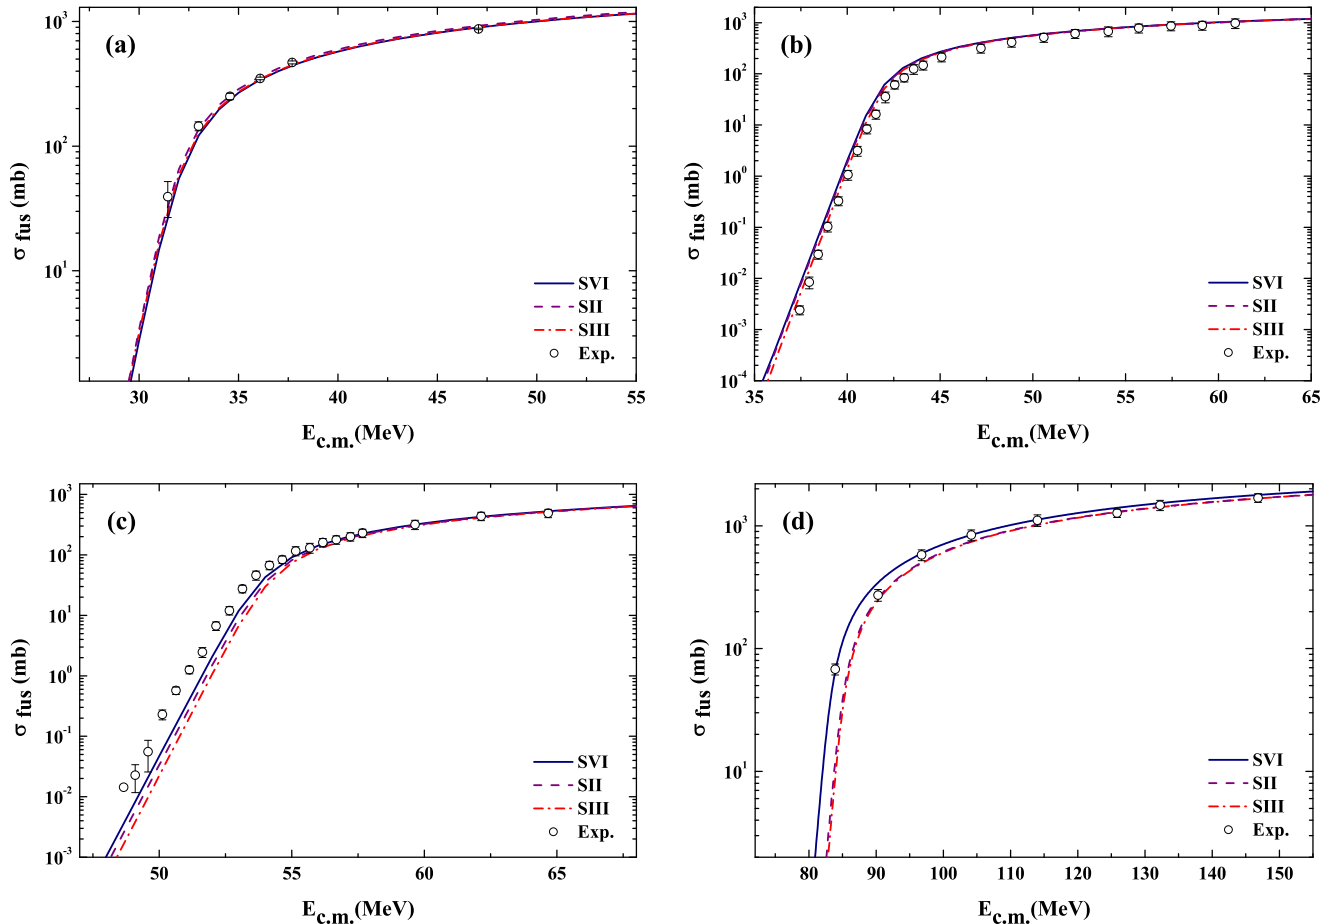 (a)
10³
10²
10¹
σ fus (mb)
30 35 40 45 50 55
E c.m. (MeV)
SVI
SII
SIII
Exp.
(b)
10³
10²
10¹
10⁰
10⁻¹
10⁻²
10⁻³
10⁻⁴
σ fus (mb)
35 40 45 50 55 60 65
E c.m. (MeV)
SVI
SII
SIII
Exp.
(c)
10³
10²
10¹
10⁰
10⁻¹
10⁻²
10⁻³
σ fus (mb)
50 55 60 65
E c.m. (MeV)
SVI
SII
SIII
Exp.
(d)
10³
10²
10¹
σ fus (mb)
80 90 100 110 120 130 140 150
E c.m. (MeV)
SVI
SII
SIII
Exp.